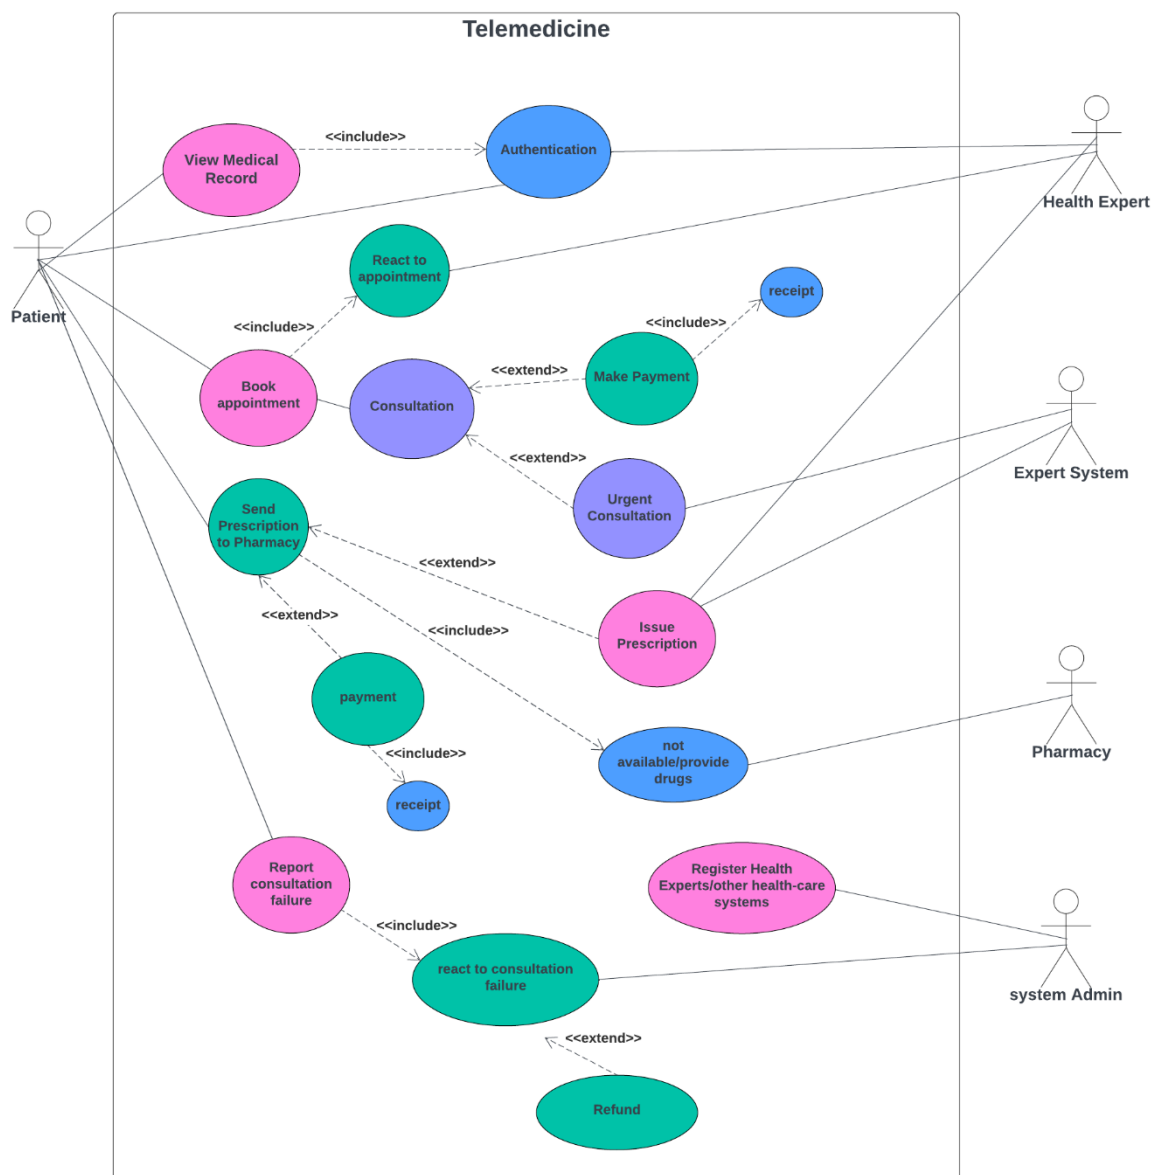 Telemedicine
<<include>>
View Medical
Record
Authentication
Health Expert
Patient
React to
appointment
receipt
<<include>>
<<include>>
Book
appointment
Consultation
<<extend>>
Make Payment
<<extend>>
Urgent
Consultation
Expert System
Send
Prescription
to Pharmacy
<<extend>>
<<extend>>
<<include>>
Issue
Prescription
payment
<<include>>
receipt
not
available/provide
drugs
Pharmacy
Report
consultation
failure
Register Health
Experts/other health-care
systems
<<include>>
react to consultation
failure
system Admin
<<extend>>
Refund